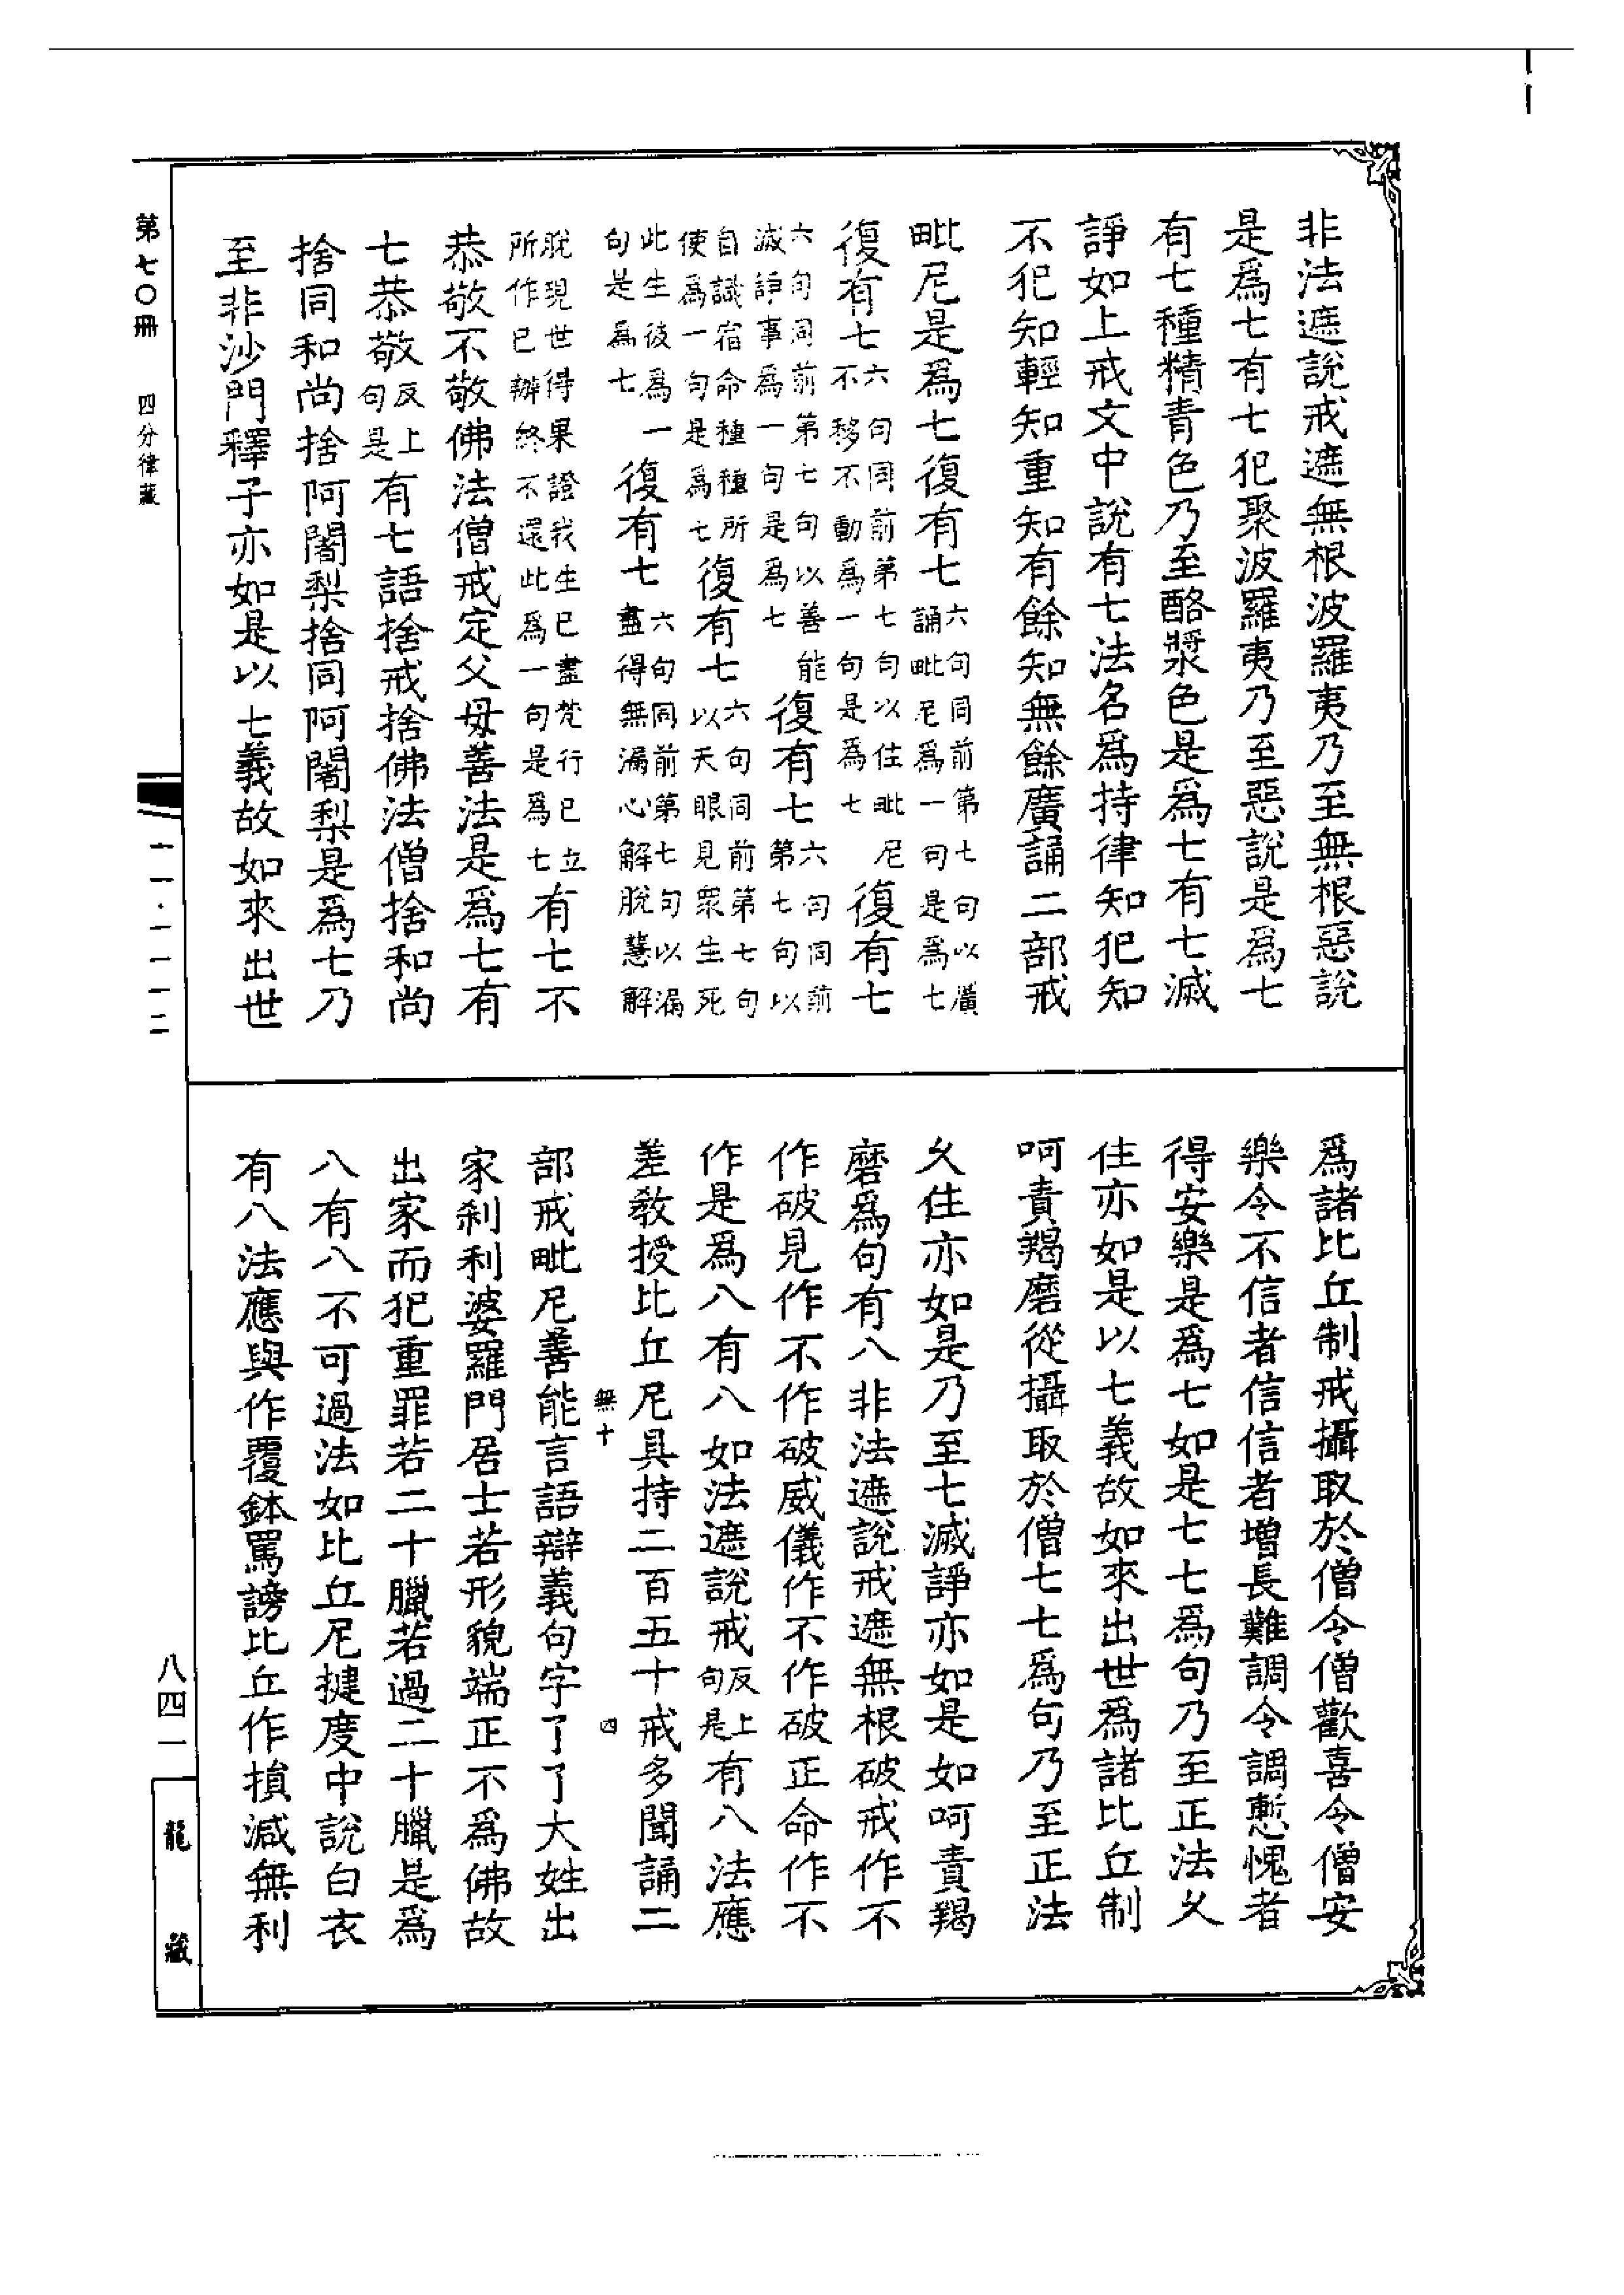 非法遮說戒遮無根波羅夷乃至無根惡說
是爲七有七犯聚波羅夷乃至惡說是爲七
有七種精青色乃至酪漿色是爲七有七滅
諍如上戒文中說有七法名爲持律知犯知
不犯知輕知重知有餘知無餘廣誦二部戒
毗尼是爲七復有七六句同前第七句以廣誦毗尼爲一句是爲七
復有七六句同前第七句以住毗尼不移不動爲一句是爲七復有七
六句同前第七句以善能滅諍事爲一句是爲七復有七六句同前第七句以
自識宿命種種所使爲一句是爲七復有七六句同前第七句以天眼見衆生死
此生彼爲一句是爲七復有七六句同前第七句以漏盡得無漏心解脫慧解
脫現世得果證我生已盡梵行已立所作已辦終不還此爲一句是爲七有七不
恭敬不敬佛法僧戒定父母善法是爲七有
七恭敬反上句是有七語捨戒捨佛法僧捨和尚
捨同和尚捨阿闍梨捨同阿闍梨是爲七乃
至非沙門釋子亦如是以七義故如來出世
爲諸比丘制戒攝取於僧令僧歡喜令僧安
樂令不信者信信者增長難調令調慙愧者
得安樂是爲七如是七七爲句乃至正法久
住亦如是以七義故如來出世爲諸比丘制
呵責羯磨從攝取於僧七七爲句乃至正法
久住亦如是乃至七滅諍亦如是如呵責羯
磨爲句有八非法遮說戒遮無根破戒作不
作破見作不作破威儀作不作破正命作不
作是爲八有八如法遮說戒反上句是有八法應
差教授比丘尼具持二百五十戒多聞誦二
無十 四
部戒毗尼善能言語辯義句字了了大姓出
家刹利婆羅門居士若形貌端正不爲佛故
出家而犯重罪若二十臘若過二十臘是爲
八有八不可過法如比丘尼揵度中說白衣
有八法應與作覆鉢罵謗比丘作損減無利
第七〇冊 四分律藏
一一·一一一二
八四一
龍藏